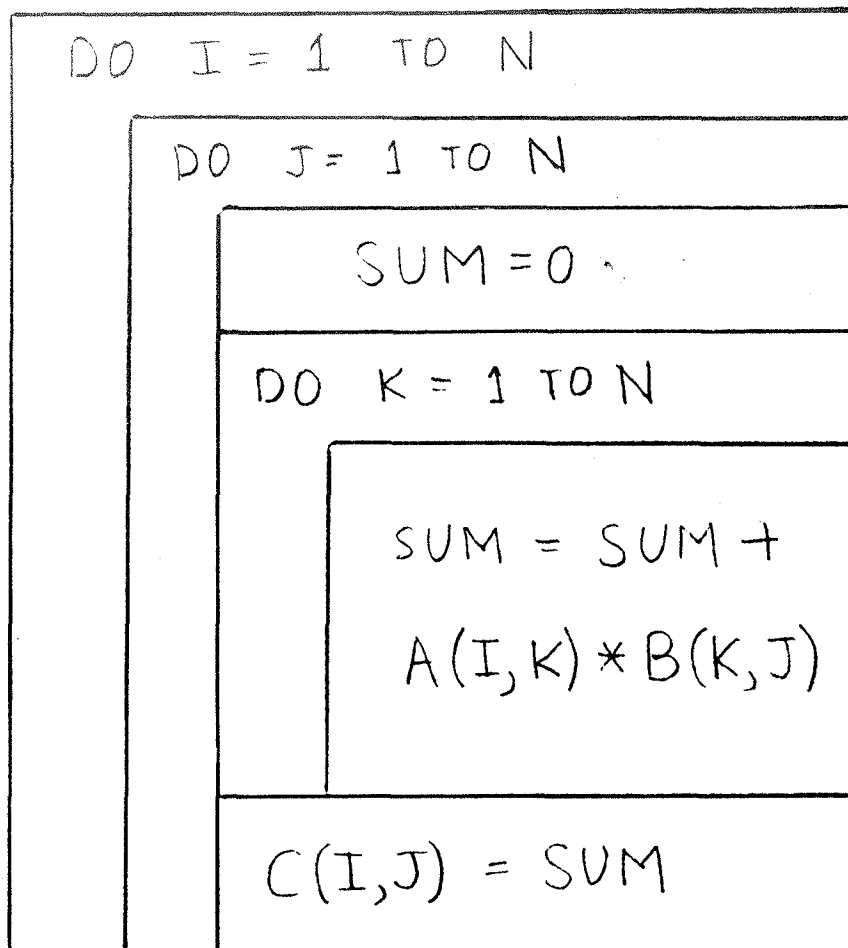 DO I = 1 TO N
DO J = 1 TO N
SUM = 0
DO K = 1 TO N
SUM = SUM +
A(I,K) * B(K,J)
C(I,J) = SUM